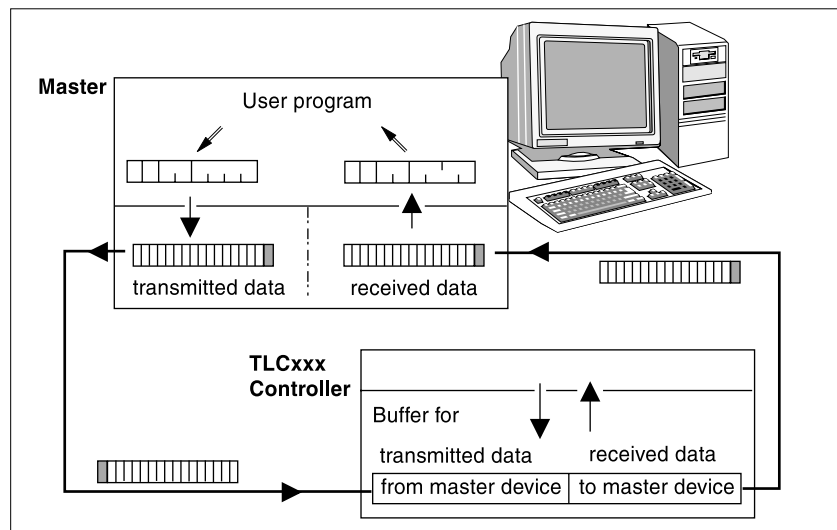 Master
User program
transmitted data
received data
TLCxxx
Controller
Buffer for
transmitted data
received data
from master device
to master device